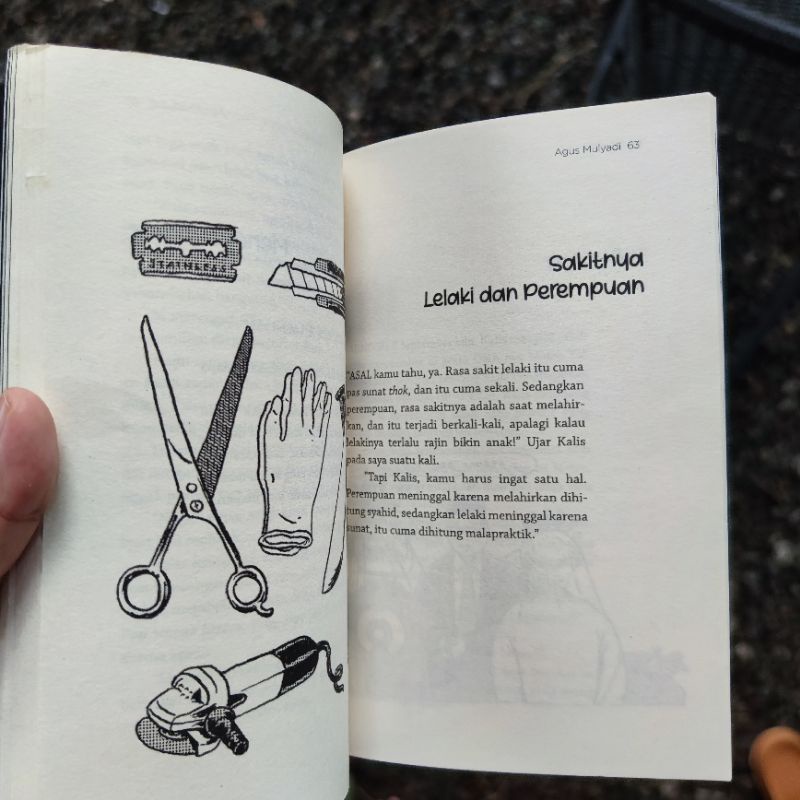 STAINLESS
Agus Mulyadi 63
Sakitnya
Lelaki dan Perempuan
"ASAL kamu tahu, ya. Rasa sakit lelaki itu cuma
pas sunat thok, dan itu cuma sekali. Sedangkan
perempuan, rasa sakitnya adalah saat melahir-
kan, dan itu terjadi berkali-kali, apalagi kalau
lelakinya terlalu rajin bikin anak!" Ujar Kalis
pada saya suatu kali.
"Tapi Kalis, kamu harus ingat satu hal.
Perempuan meninggal karena melahirkan dihi-
tung syahid, sedangkan lelaki meninggal karena
sunat, itu cuma dihitung malapraktik."